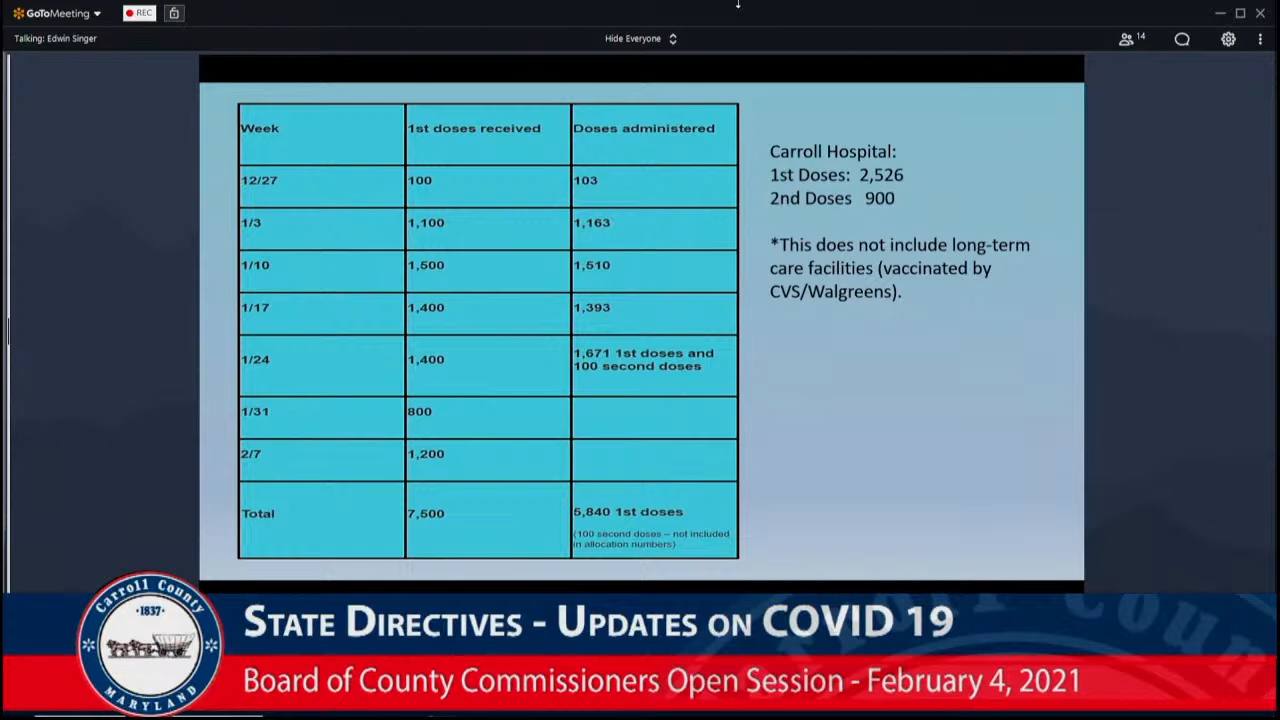 GoToMeeting
REC
Talking: Edwin Singer
Hide Everyone
14
Week 1st doses received Doses administered
12/27 100 103
1/3 1,100 1,163
1/10 1,500 1,510
1/17 1,400 1,393
1/24 1,400 1,671 1st doses and
100 second doses
1/31 800
2/7 1,200
Total 7,500 5,840 1st doses
(100 second doses – not included
in allocation numbers)
Carroll Hospital:
1st Doses: 2,526
2nd Doses 900
*This does not include long-term
care facilities (vaccinated by
CVS/Walgreens).
Carroll County
1837
MARYLAND
STATE DIRECTIVES - UPDATES ON COVID 19
Board of County Commissioners Open Session - February 4, 2021